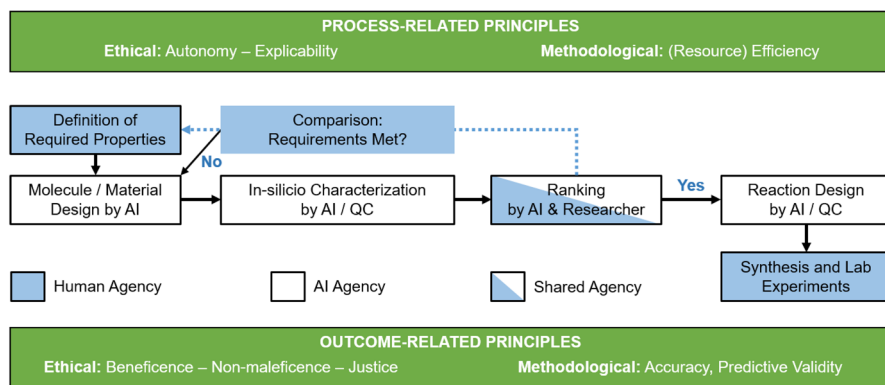 PROCESS-RELATED PRINCIPLES
Ethical: Autonomy – Explicability
Methodological: (Resource) Efficiency
Definition of
Required Properties
Comparison:
Requirements Met?
No
Molecule / Material
Design by AI
In-silicio Characterization
by AI / QC
Ranking
by AI & Researcher
Yes
Reaction Design
by AI / QC
Synthesis and Lab
Experiments
Human Agency
AI Agency
Shared Agency
OUTCOME-RELATED PRINCIPLES
Ethical: Beneficence – Non-maleficence – Justice
Methodological: Accuracy, Predictive Validity